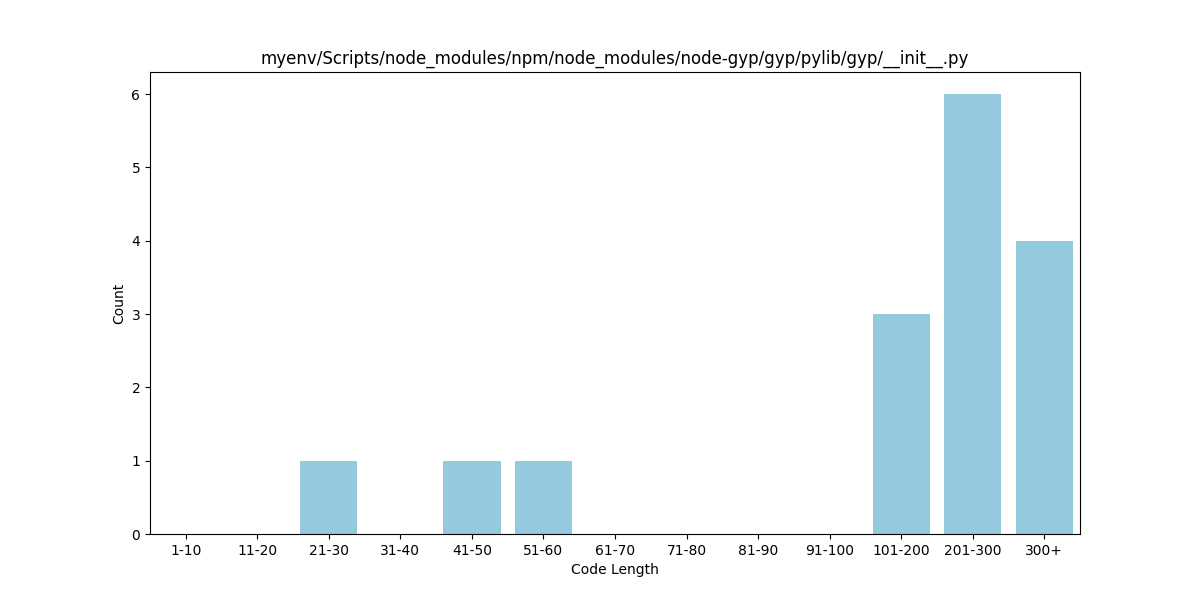 myenv/Scripts/node_modules/npm/node_modules/node-gyp/gyp/pylib/gyp/__init__.py
6
5
4
3
2
1
0
Count
1-10 11-20 21-30 31-40 41-50 51-60 61-70 71-80 81-90 91-100 101-200 201-300 300+
Code Length